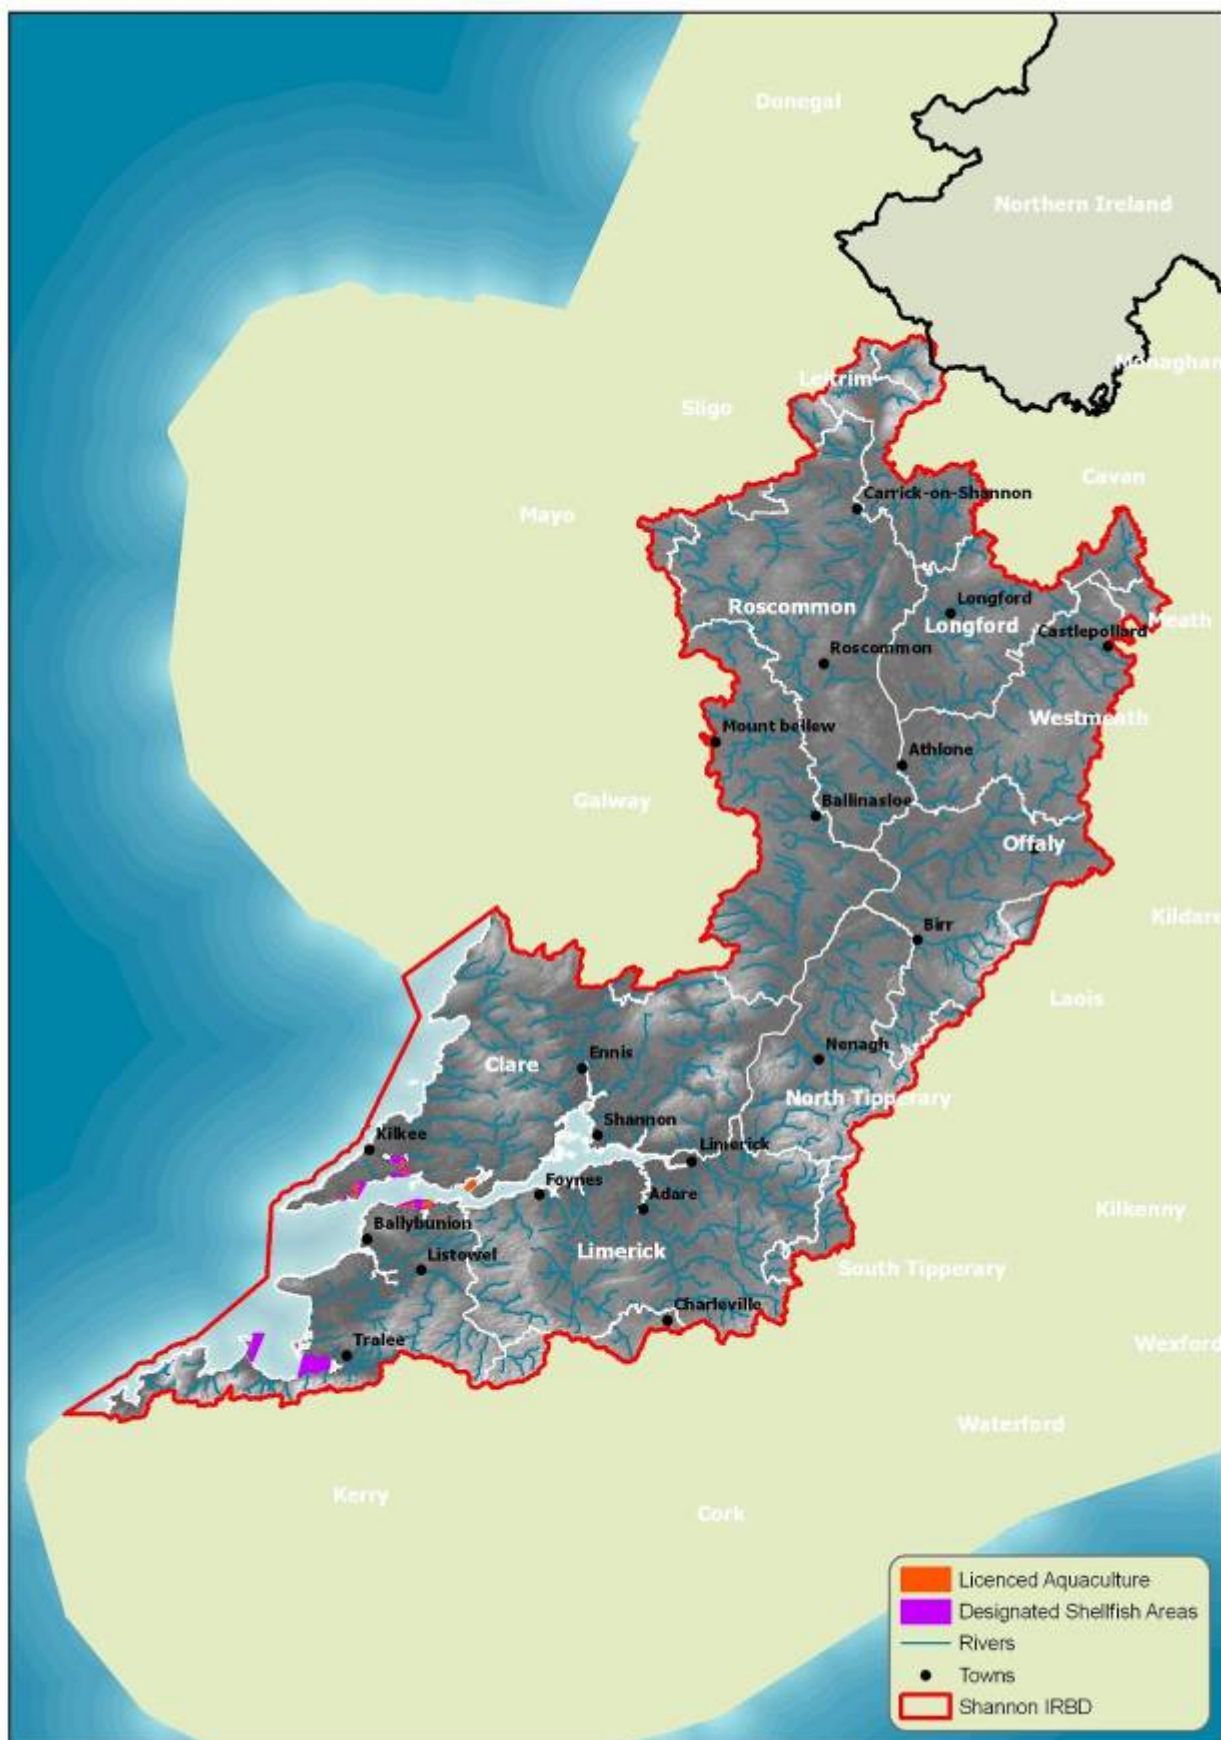 Donegal
Northern Ireland
Monaghan
Leitrim
Sligo
Cavan
Carrick-on-Shannon
Mayo
Longford
Roscommon
Longford
Meath
Castlepollard
Roscommon
Westmeath
Mount bellew
Athlone
Galway
Ballinasloe
Offaly
Kildare
Birr
Laois
Ennis
Nenagh
Clare
North Tipperary
Shannon
Kilkee
Limerick
Foynes
Adare
Kilkenny
Ballybunion
Listowel
Limerick
South Tipperary
Charleville
Tralee
Wexford
Waterford
Kerry
Cork
Licenced Aquaculture
Designated Shellfish Areas
Rivers
Towns
Shannon IRBD